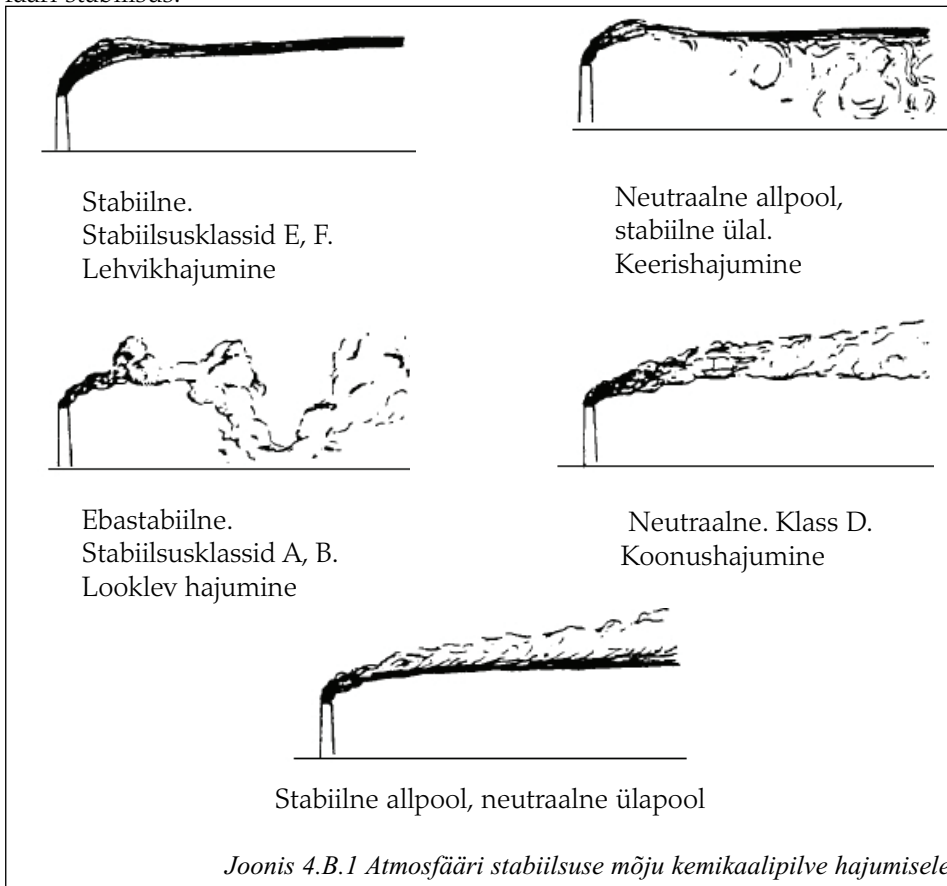 stabiilsus.
Stabiilne.
Stabiilsusklassid E, F.
Lehvikhajumine
Neutraalne allpool,
stabiilne ülal.
Keerishajumine
Ebastabiilne.
Stabiilsusklassid A, B.
Looklev hajumine
Neutraalne. Klass D.
Koonushajumine
Stabiilne allpool, neutraalne ülapool
Joonis 4.B.1 Atmosfääri stabiilsuse mõju kemikaalipilve hajumisele